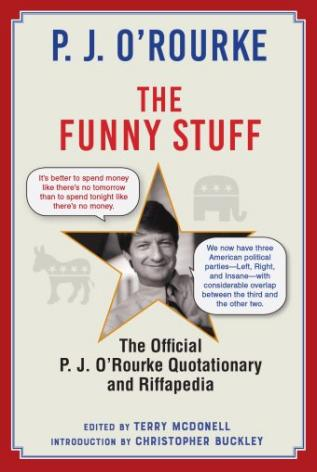 P. J. O'ROURKE
THE
FUNNY STUFF
It's better to spend money
like there's no tomorrow
than to spend tonight like
there's no money.
We now have three
American political
parties—Left, Right,
and Insane—with
considerable overlap
between the third and
the other two.
The Official
P. J. O'Rourke Quotationary
and Riffapedia
EDITED BY TERRY MCDONELL
INTRODUCTION BY CHRISTOPHER BUCKLEY